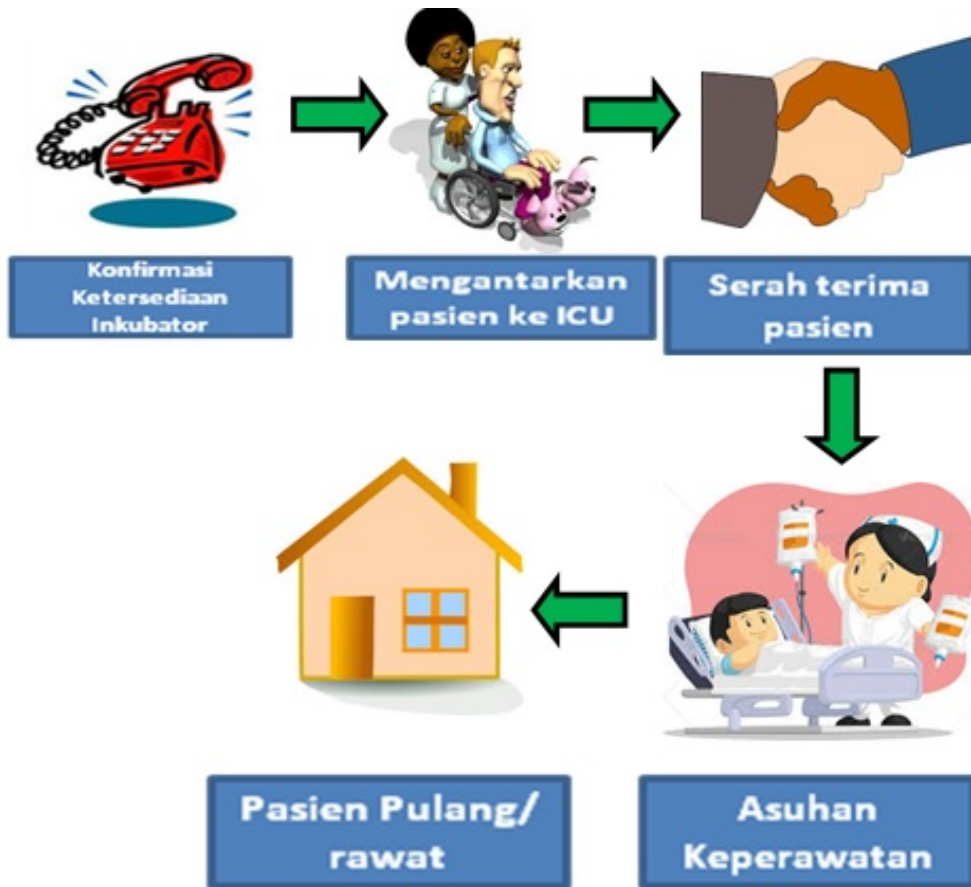 Konfirmasi
Ketersediaan
Inkubator
Mengantarkan
pasien ke ICU
Serah terima
pasien
Pasien Pulang/
rawat
Asuhan
Keperawatan